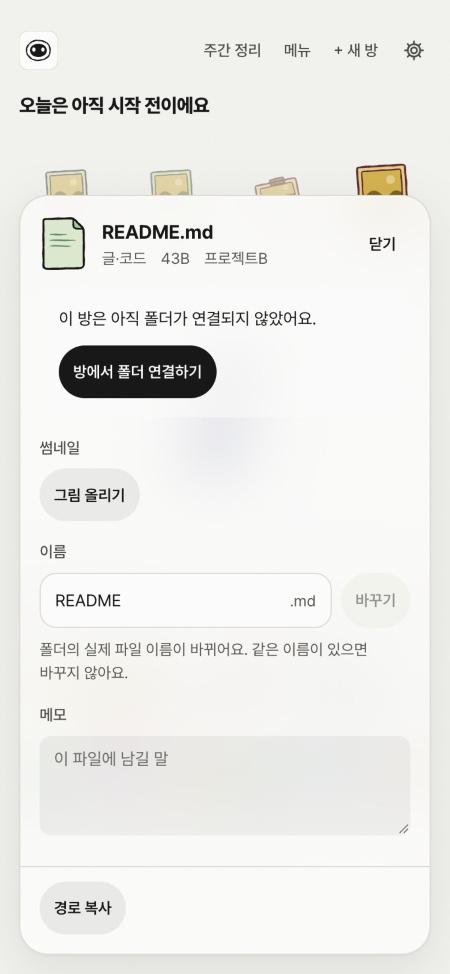 주간 정리 메뉴 + 새 방
오늘은 아직 시작 전이에요
README.md
글·코드 43B 프로젝트B
닫기
이 방은 아직 폴더가 연결되지 않았어요.
방에서 폴더 연결하기
썸네일
그림 올리기
이름
README .md 바꾸기
폴더의 실제 파일 이름이 바뀌어요. 같은 이름이 있으면
바꾸지 않아요.
메모
이 파일에 남길 말
경로 복사